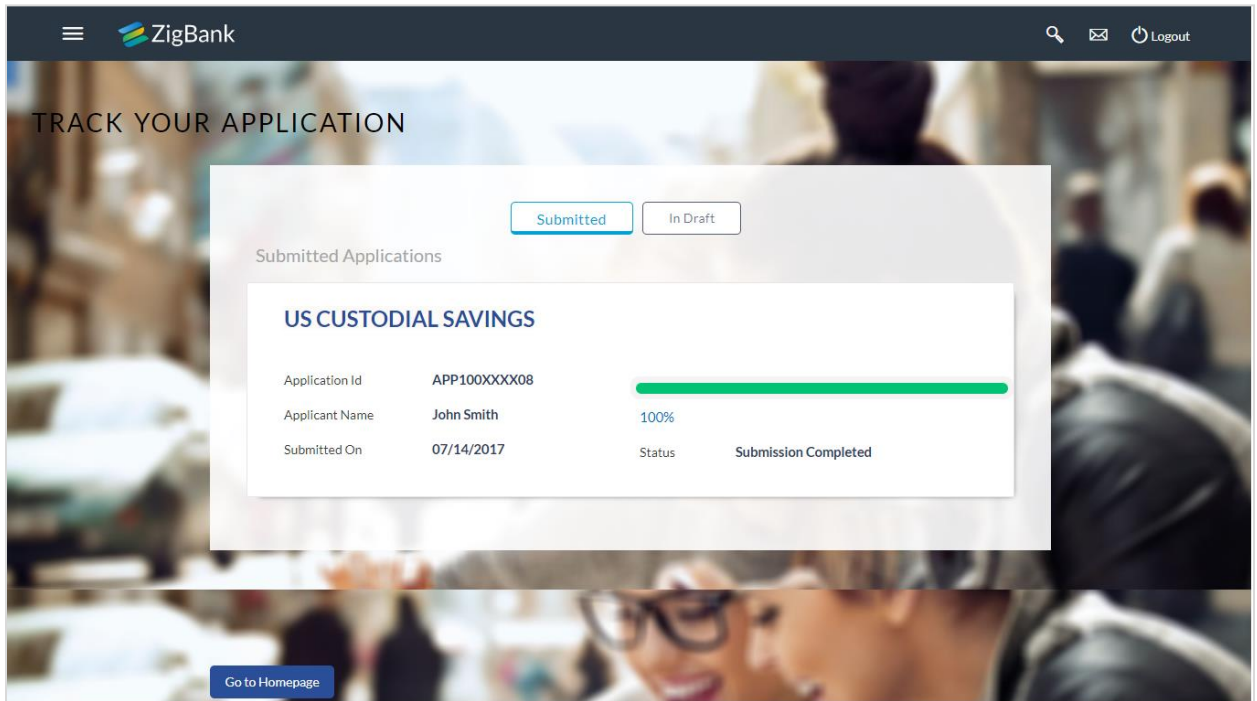 ZigBank
Logout
TRACK YOUR APPLICATION
Submitted
In Draft
Submitted Applications
US CUSTODIAL SAVINGS
Application Id APP100XXXX08
Applicant Name John Smith
100%
Submitted On 07/14/2017
Status Submission Completed
Go to Homepage